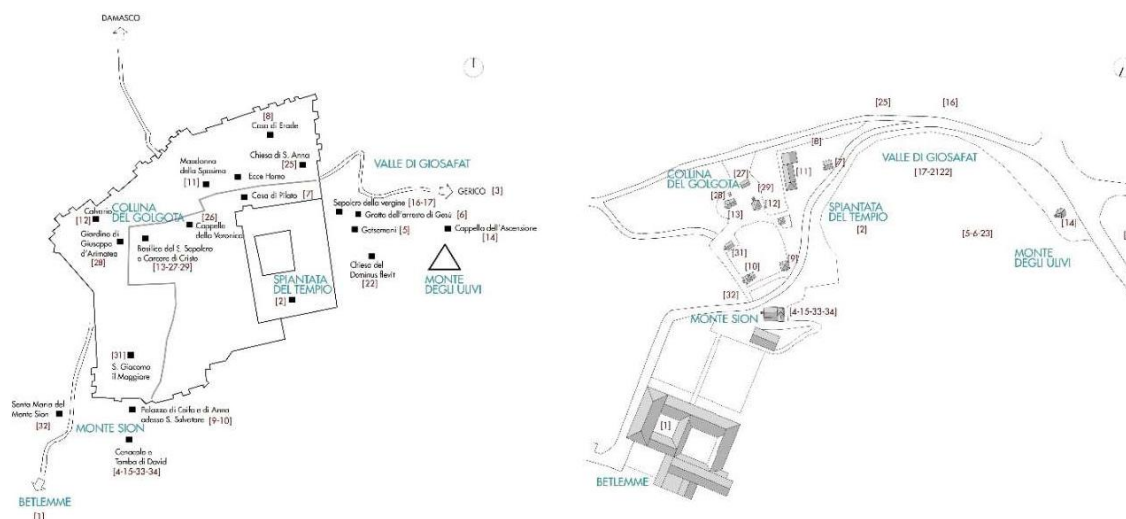 DAMASCO
[8]
Casa di Erode
Chiesa di S. Anna
[25]
Ecce Homo
Madonna
dello Spasimo
[11]
Casa di Pilato [7]
VALLE DI GIOSAFAT
GERICO [3]
Sepolcro della vergine [16-17]
Grotta dell'arresto di Gesù [6]
Getsemani [5]
Cappella dell'Ascensione
[14]
Chiesa del
Dominus flevit
[22]
MONTE
DEGLI ULIVI
COLLINA
DEL GOLGOTA
Calvario
[12]
[26]
Cappella
della Veronica
Giardino di
Giuseppe
d'Arimatea
[28]
Basilica del S. Sepolcro
e Carcere di Cristo
[13-27-29]
SPIANTATA
DEL TEMPIO
[2]
[31]
S. Giacomo
il Maggiore
Santa Maria del
Monte Sion
[32]
Palazzo di Caifa e di Anna
adesso S. Salvatore [9-10]
MONTE SION
Cenacolo e
Tomba di David
[4-15-33-34]
BETLEMME
[1]
[25]
[16]
[8]
[7]
[11]
VALLE DI GIOSAFAT
[17-2122]
[27]
COLLINA
DEL GOLGOTA
[28]
[29]
[12]
[13]
[14]
SPIANTATA
DEL TEMPIO
[2]
[5-6-23]
MONTE
DEGLI ULIVI
[31]
[10]
[9]
[32]
MONTE SION
[4-15-33-34]
[1]
BETLEMME